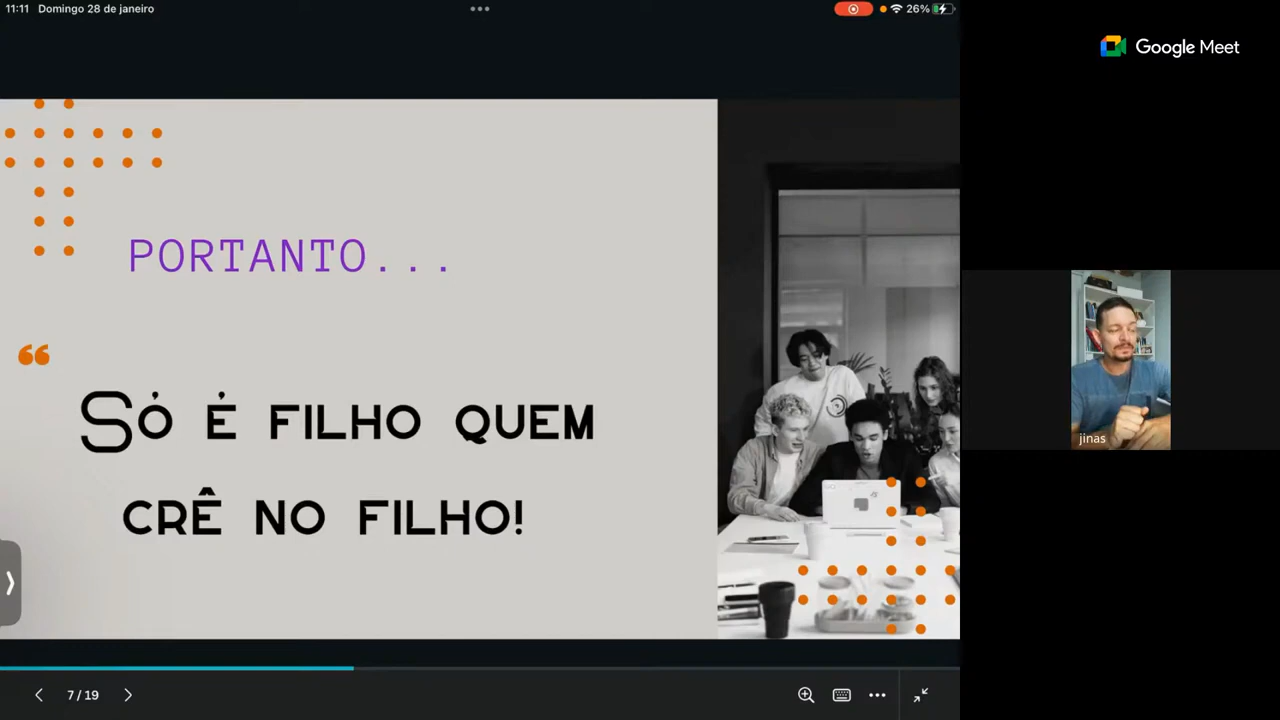 11:11 Domingo 28 de janeiro
26%
Google Meet
PORTANTO...
“
SÓ É FILHO QUEM
CRÊ NO FILHO!
jinas
7 / 19